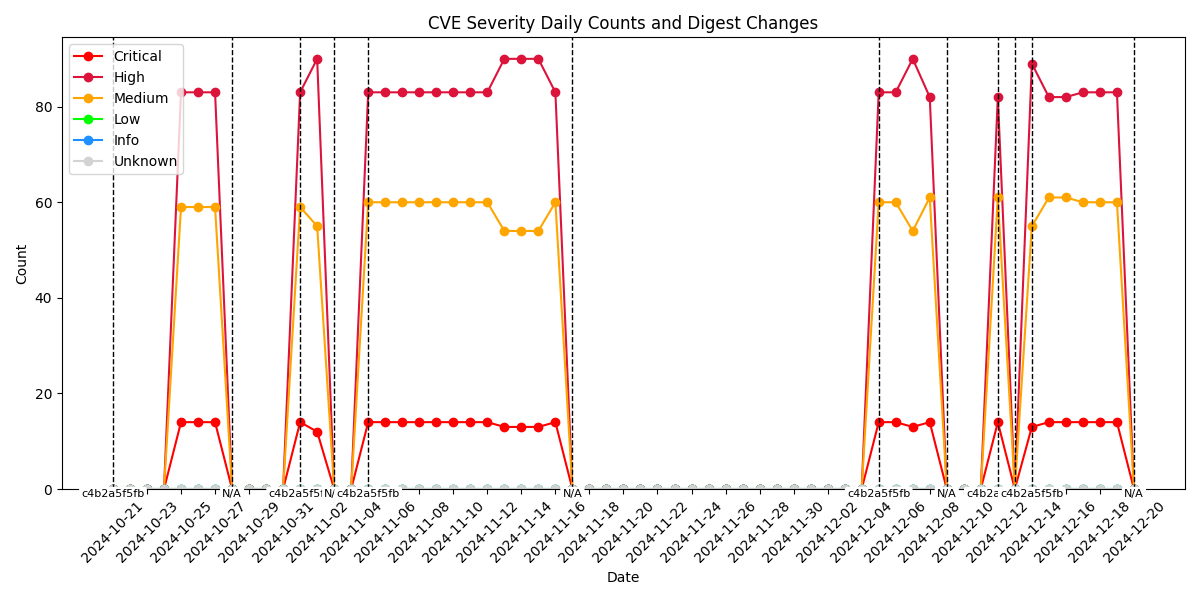 CVE Severity Daily Counts and Digest Changes
Critical
High
Medium
Low
Info
Unknown
Count
80
60
40
20
0
c4b2a5f5fb
N/A
c4b2a5f5
N/
c4b2a5f5fb
N/A
c4b2a5f5fb
N/A
c4b2a
c4b2a5f5fb
N/A
2024-10-21
2024-10-23
2024-10-25
2024-10-27
2024-10-29
2024-10-31
2024-11-02
2024-11-04
2024-11-06
2024-11-08
2024-11-10
2024-11-12
2024-11-14
2024-11-16
2024-11-18
2024-11-20
2024-11-22
2024-11-24
2024-11-26
2024-11-28
2024-11-30
2024-12-02
2024-12-04
2024-12-06
2024-12-08
2024-12-10
2024-12-12
2024-12-14
2024-12-16
2024-12-18
2024-12-20
Date